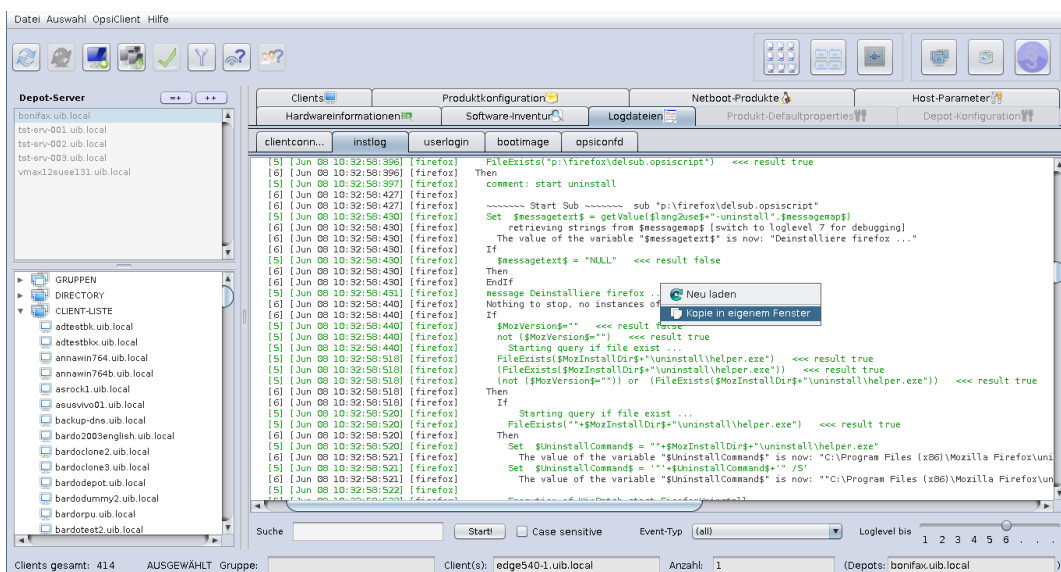 Datei Auswahl OpsiClient Hilfe
Depot-Server
=+ ++
bonifax.uib.local
tst-srv-001.uib.local
tst-srv-002.uib.local
tst-srv-003.uib.local
vmax12suse131.uib.local
GRUPPEN
DIRECTORY
CLIENT-LISTE
adtestbk.uib.local
adtestbkx.uib.local
annawin764.uib.local
annawin764b.uib.local
asrock1.uib.local
asusvivo01.uib.local
backup-dns.uib.local
bardo2003english.uib.local
bardoclone2.uib.local
bardoclone3.uib.local
bardodepot.uib.local
bardodummy2.uib.local
bardorpu.uib.local
bardotest2.uib.local
Clients Produktkonfiguration Netboot-Produkte Host-Parameter
Hardwareinformationen Software-Inventur Logdateien Produkt-Defaultproperties Depot-Konfiguration
clientconn... instlog userlogin bootimage opsiconfd
[5] [Jun 08 10:32:58:396] [firefox] FileExists("p:\firefox\delsub.opsiscript") <<< result true
[6] [Jun 08 10:32:58:396] [firefox] Then
[5] [Jun 08 10:32:58:397] [firefox] comment: start uninstall
[6] [Jun 08 10:32:58:427] [firefox]
[6] [Jun 08 10:32:58:427] [firefox] ~~~~~~~ Start Sub ~~~~~~~ sub "p:\firefox\delsub.opsiscript"
[5] [Jun 08 10:32:58:430] [firefox] Set $messagetext$ = getValue($lang2use$+"-uninstall",$messagemap$)
[6] [Jun 08 10:32:58:430] [firefox] retrieving strings from $messagemap$ [switch to loglevel 7 for debugging]
[6] [Jun 08 10:32:58:430] [firefox] The value of the variable "$messagetext$" is now: "Deinstalliere firefox ..."
[6] [Jun 08 10:32:58:430] [firefox] If
[5] [Jun 08 10:32:58:430] [firefox] $messagetext$ = "NULL" <<< result false
[6] [Jun 08 10:32:58:430] [firefox] Then
[6] [Jun 08 10:32:58:430] [firefox] EndIf
[5] [Jun 08 10:32:58:431] [firefox] message Deinstalliere firefox ..
[6] [Jun 08 10:32:58:440] [firefox] Nothing to stop, no instances of
[6] [Jun 08 10:32:58:440] [firefox] If
[5] [Jun 08 10:32:58:440] [firefox] $MozVersion$="" <<< result false
[5] [Jun 08 10:32:58:440] [firefox] not ($MozVersion$="") <<< result true
[6] [Jun 08 10:32:58:440] [firefox] Starting query if file exist ...
[5] [Jun 08 10:32:58:518] [firefox] FileExists($MozInstallDir$+"\uninstall\helper.exe") <<< result true
[5] [Jun 08 10:32:58:518] [firefox] (FileExists($MozInstallDir$+"\uninstall\helper.exe")) <<< result true
[5] [Jun 08 10:32:58:518] [firefox] (not ($MozVersion$="")) or (FileExists($MozInstallDir$+"\uninstall\helper.exe")) <<< result true
[6] [Jun 08 10:32:58:518] [firefox] Then
[6] [Jun 08 10:32:58:518] [firefox] If
[5] [Jun 08 10:32:58:520] [firefox] Starting query if file exist ...
[5] [Jun 08 10:32:58:520] [firefox] FileExists(""+$MozInstallDir$+"\uninstall\helper.exe") <<< result true
[6] [Jun 08 10:32:58:520] [firefox] Then
[5] [Jun 08 10:32:58:520] [firefox] Set $UninstallCommand$ = ""+$MozInstallDir$+"\uninstall\helper.exe"
[6] [Jun 08 10:32:58:521] [firefox] The value of the variable "$UninstallCommand$" is now: "C:\Program Files (x86)\Mozilla Firefox\uni
[5] [Jun 08 10:32:58:521] [firefox] Set $UninstallCommand$ = '"'+$UninstallCommand$+'" /S'
[6] [Jun 08 10:32:58:521] [firefox] The value of the variable "$UninstallCommand$" is now: ""C:\Program Files (x86)\Mozilla Firefox\un
[5] [Jun 08 10:32:58:522] [firefox]
Neu laden
Kopie in eigenem Fenster
Suche Start! Case sensitive Event-Typ (all) Loglevel bis 1 2 3 4 5 6 . . .
Clients gesamt: 414 AUSGEWÄHLT Gruppe: Client(s): edge540-1.uib.local Anzahl: 1 (Depots: bonifax.uib.local )